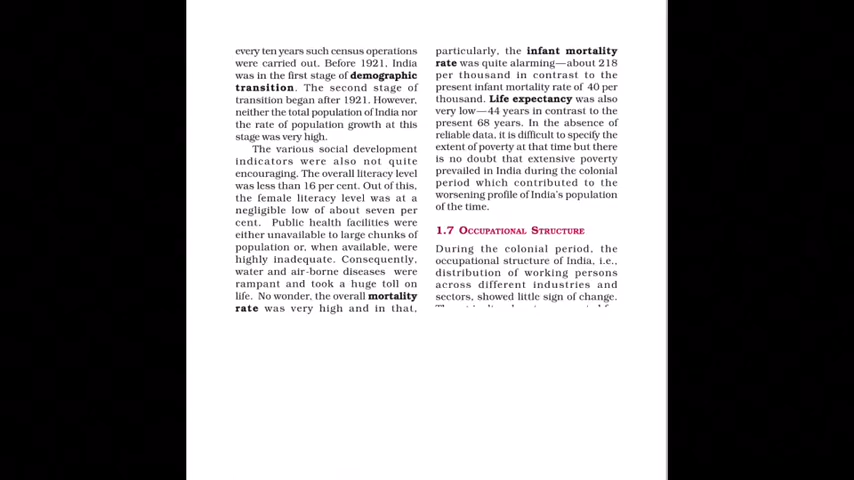 every ten years such census operations
were carried out. Before 1921, India
was in the first stage of demographic
transition. The second stage of
transition began after 1921. However,
neither the total population of India nor
the rate of population growth at this
stage was very high.
The various social development
indicators were also not quite
encouraging. The overall literacy level
was less than 16 per cent. Out of this,
the female literacy level was at a
negligible low of about seven per
cent. Public health facilities were
either unavailable to large chunks of
population or, when available, were
highly inadequate. Consequently,
water and air-borne diseases were
rampant and took a huge toll on
life. No wonder, the overall mortality
rate was very high and in that,
particularly, the infant mortality
rate was quite alarming—about 218
per thousand in contrast to the
present infant mortality rate of 40 per
thousand. Life expectancy was also
very low—44 years in contrast to the
present 68 years. In the absence of
reliable data, it is difficult to specify the
extent of poverty at that time but there
is no doubt that extensive poverty
prevailed in India during the colonial
period which contributed to the
worsening profile of India's population
of the time.
1.7 Occupational Structure
During the colonial period, the
occupational structure of India, i.e.,
distribution of working persons
across different industries and
sectors, showed little sign of change.